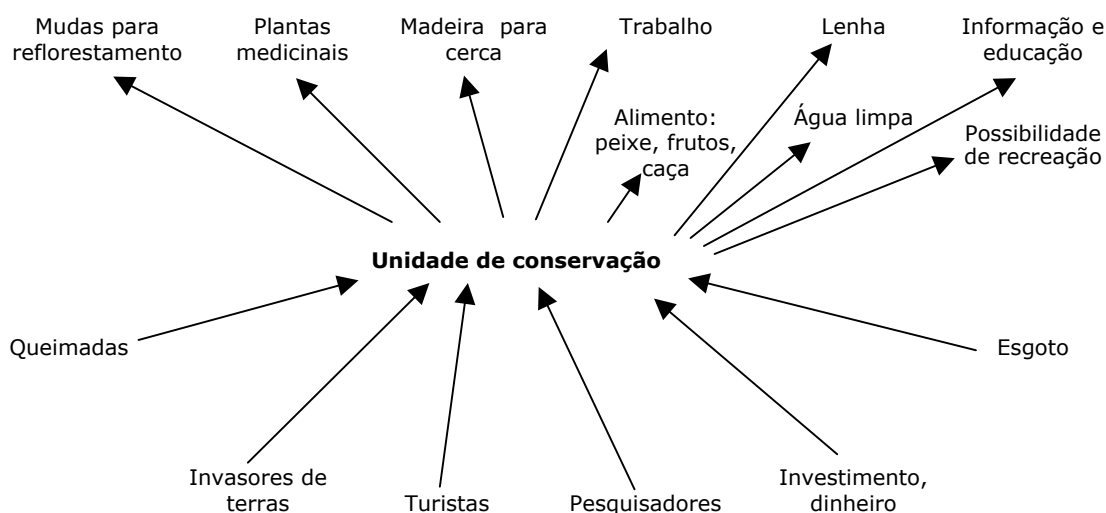 Mudas para
reflorestamento
Plantas
medicinais
Madeira para
cerca
Trabalho
Lenha
Informação e
educação
Alimento:
peixe, frutos,
caça
Água limpa
Possibilidade
de recreação
Unidade de conservação
Queimadas
Esgoto
Invasores de
terras
Turistas
Pesquisadores
Investimento,
dinheiro